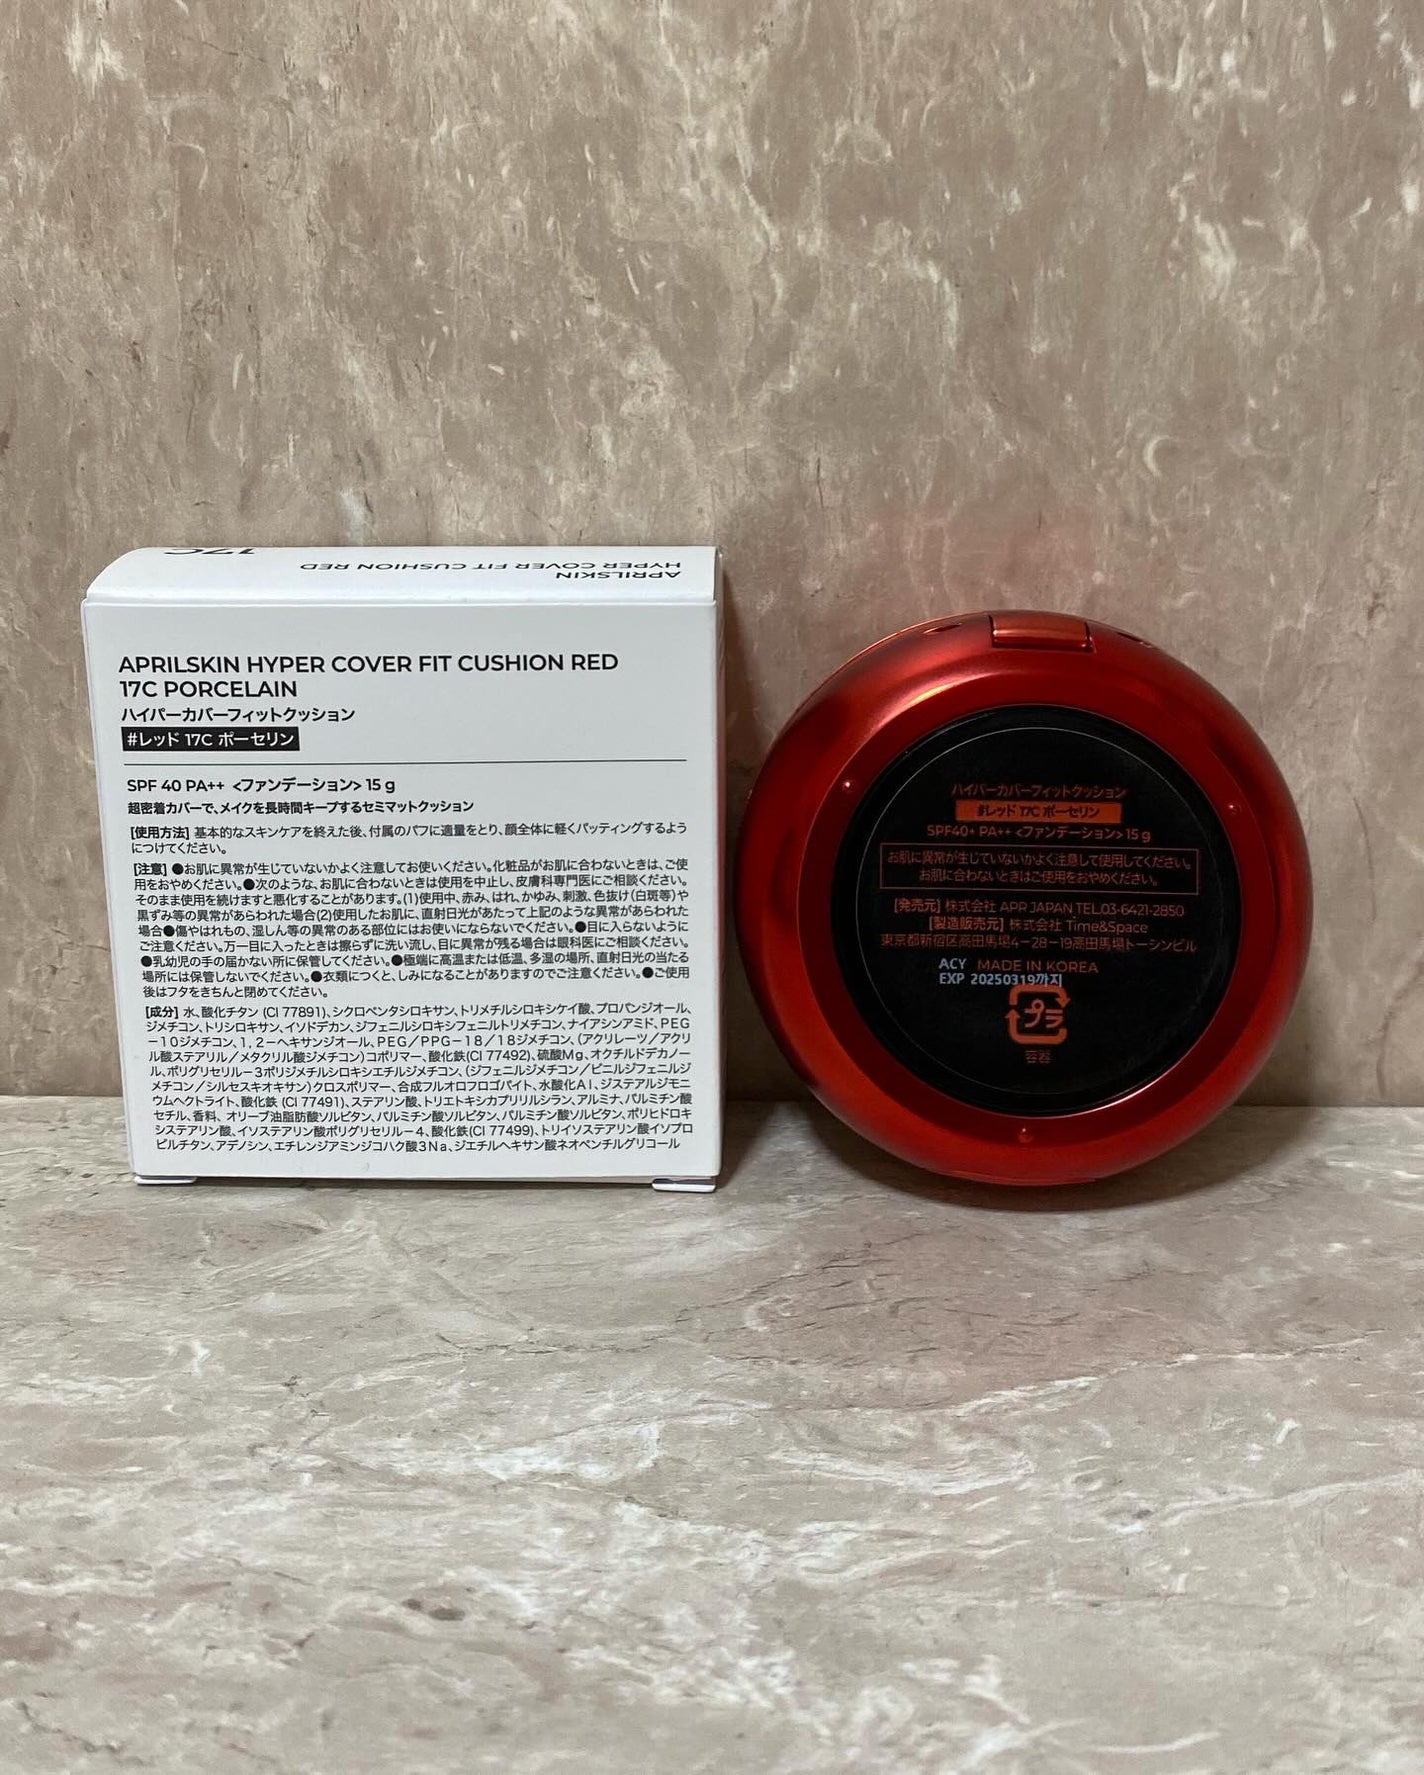 17C
APRILSKIN
HYPER COVER FIT CUSHION RED
APRILSKIN HYPER COVER FIT CUSHION RED
17C PORCELAIN
ハイパーカバーフィットクッション
#レッド 17C ポーセリン
SPF 40 PA++ <ファンデーション> 15 g
超密着カバーで、メイクを長時間キープするセミマットクッション
[使用方法] 基本的なスキンケアを終えた後、付属のパフに適量をとり、顔全体に軽くパッティングするよう
につけてください。
[注意] ●お肌に異常が生じていないかよく注意してお使いください。化粧品がお肌に合わないときは、ご使
用をおやめください。●次のような、お肌に合わないときは使用を中止し、皮膚科専門医にご相談ください。
そのまま使用を続けますと悪化することがあります。(1)使用中、赤み、はれ、かゆみ、刺激、色抜け(白斑等)や
黒ずみ等の異常があらわれた場合(2)使用したお肌に、直射日光があたって上記のような異常があらわれた
場合●傷やはれもの、湿しん等の異常のある部位にはお使いにならないでください。●目に入らないように
ご注意ください。万一目に入ったときは擦らずに洗い流し、目に異常が残る場合は眼科医にご相談ください。
●乳幼児の手の届かない所に保管してください。●極端に高温または低温、多湿の場所、直射日光の当たる
場所には保管しないでください。●衣類につくと、しみになることがありますのでご注意ください。●ご使用
後はフタをきちんと閉めてください。
[成分] 水、酸化チタン (CI 77891)、シクロペンタシロキサン、トリメチルシロキシケイ酸、プロパンジオール、
ジメチコン、トリシロキサン、イソドデカン、ジフェニルシロキシフェニルトリメチコン、ナイアシンアミド、PEG
－10ジメチコン、1,2－ヘキサンジオール、PEG／PPG－18／18ジメチコン、(アクリレーツ／アクリ
ル酸ステアリル／メタクリル酸ジメチコン)コポリマー、酸化鉄(CI 77492)、硫酸Mg、オクチルドデカノー
ル、ポリグリセリル－3ポリジメチルシロキシエチルジメチコン、(ジフェニルジメチコン／ビニルジフェニルジ
メチコン／シルセスキオキサン)クロスポリマー、合成フルオロフロゴパイト、水酸化Al、ジステアルジモニ
ウムヘクトライト、酸化鉄 (CI 77491)、ステアリン酸、トリエトキシカプリリルシラン、アルミナ、パルミチン酸
セチル、香料、オリーブ油脂肪酸ソルビタン、パルミチン酸ソルビタン、パルミチン酸ソルビタン、ポリヒドロキ
システアリン酸、イソステアリン酸ポリグリセリル－4、酸化鉄(CI 77499)、トリイソステアリン酸イソプロ
ピルチタン、アデノシン、エチレンジアミンジコハク酸3Na、ジエチルヘキサン酸ネオペンチルグリコール
ハイパーカバーフィットクッション
#レッド 17C ポーセリン
SPF40+ PA++ <ファンデーション> 15 g
お肌に異常が生じていないかよく注意して使用してください。
お肌に合わないときはご使用をおやめください。
[発売元] 株式会社 APR JAPAN TEL.03-6421-2850
[製造販売元] 株式会社 Time&Space
東京都新宿区高田馬場4－28－19高田馬場トーシンビル
ACY MADE IN KOREA
EXP 20250319까지
プラ
容器